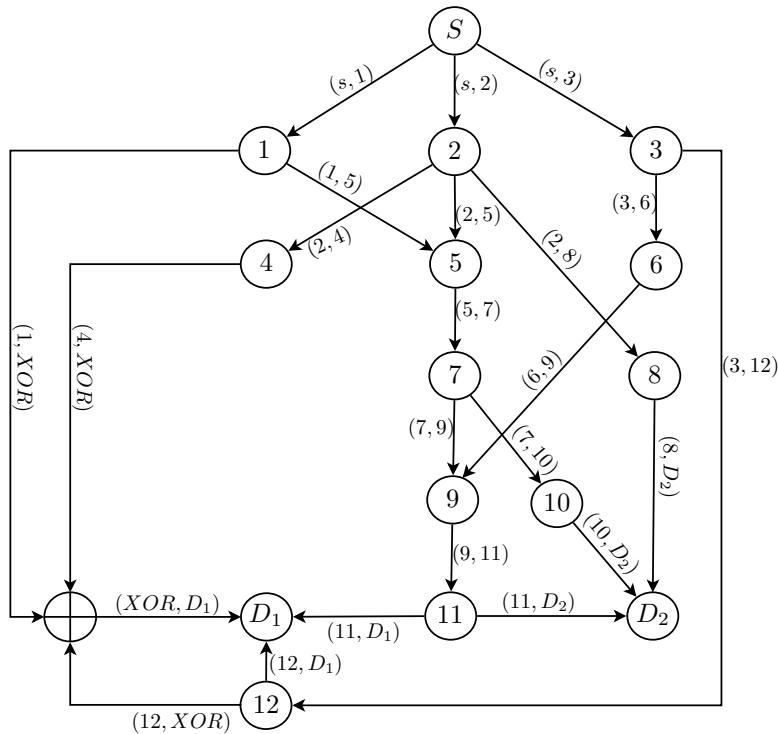 S
(s, 1)
(s, 2)
(s, 3)
1
2
3
(1, 5)
(2, 4)
(2, 5)
(2, 8)
(3, 6)
4
5
6
(1, XOR)
(4, XOR)
(5, 7)
(6, 9)
(3, 12)
7
8
(7, 9)
(7, 10)
(8, D₂)
9
10
(9, 11)
(10, D₂)
(XOR, D₁)
D₁
(11, D₁)
11
(11, D₂)
D₂
(12, D₁)
12
(12, XOR)